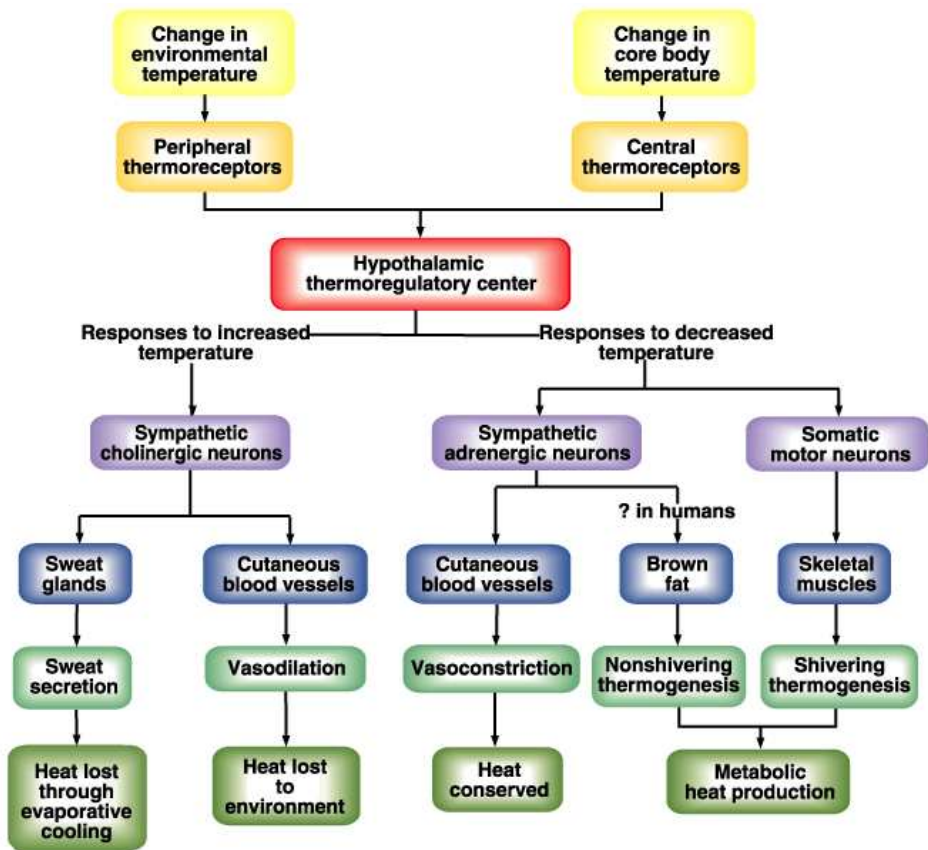 Change in
environmental
temperature
Change in
core body
temperature
Peripheral
thermoreceptors
Central
thermoreceptors
Hypothalamic
thermoregulatory center
Responses to increased
temperature
Responses to decreased
temperature
Sympathetic
cholinergic neurons
Sympathetic
adrenergic neurons
Somatic
motor neurons
? in humans
Sweat
glands
Cutaneous
blood vessels
Cutaneous
blood vessels
Brown
fat
Skeletal
muscles
Sweat
secretion
Vasodilation
Vasoconstriction
Nonshivering
thermogenesis
Shivering
thermogenesis
Heat lost
through
evaporative
cooling
Heat lost
to
environment
Heat
conserved
Metabolic
heat production